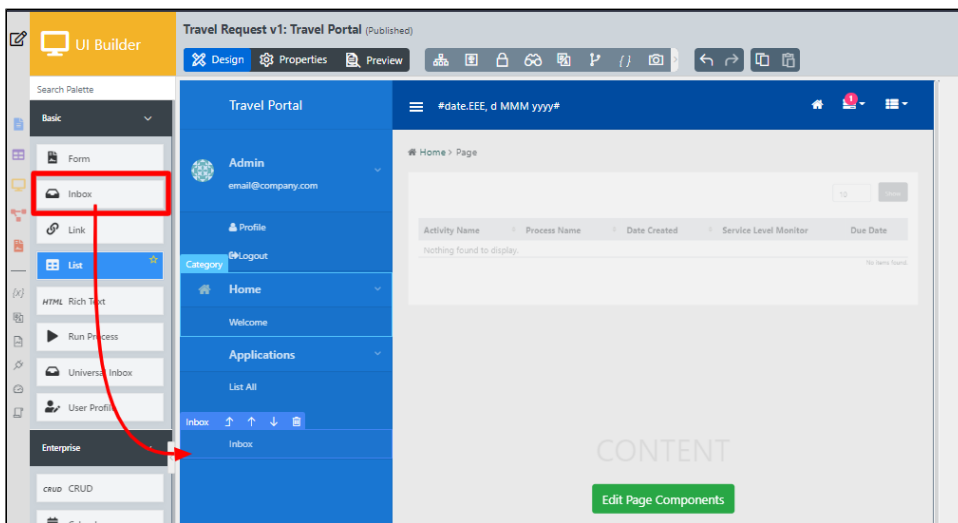 Travel Request v1: Travel Portal (Published)
UI Builder
Design Properties Preview
Search Palette
Basic
Form
Inbox
Link
List
HTML Rich Text
Run Process
Universal Inbox
User Profile
Enterprise
CRUD CRUD
Travel Portal
Admin
email@company.com
Profile
Logout
Category
Home
Welcome
Applications
List All
Inbox
Inbox
#date.EEE, d MMM yyyy#
1
Home > Page
10
Activity Name Process Name Date Created Service Level Monitor Due Date
Nothing found to display.
No items found.
CONTENT
Edit Page Components